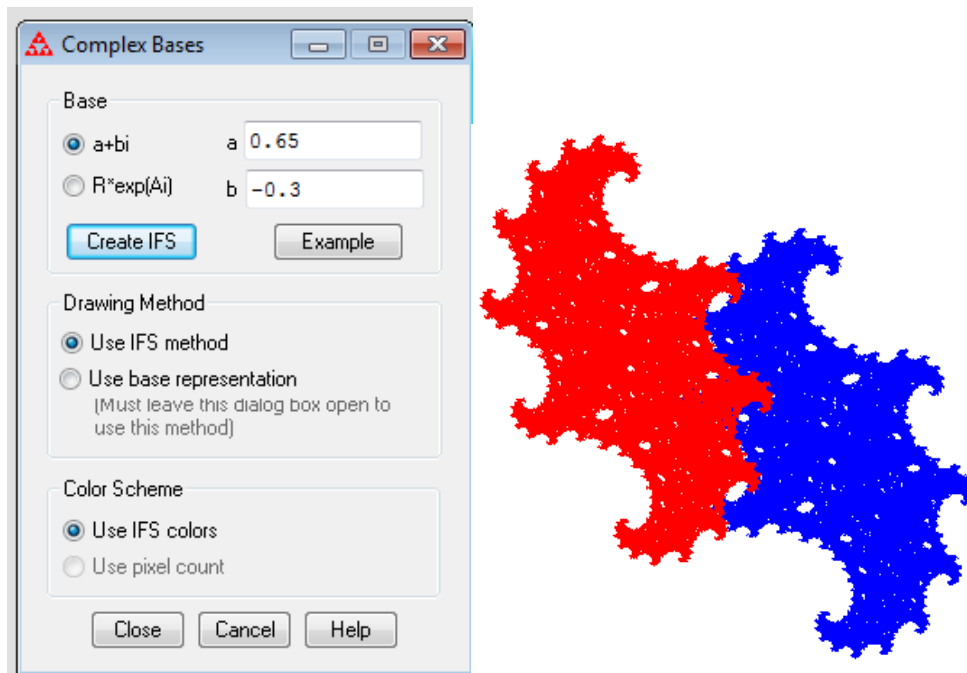 Complex Bases
Base
a+bi a 0.65
R*exp(Ai) b -0.3
Create IFS Example
Drawing Method
Use IFS method
Use base representation
(Must leave this dialog box open to
use this method)
Color Scheme
Use IFS colors
Use pixel count
Close Cancel Help